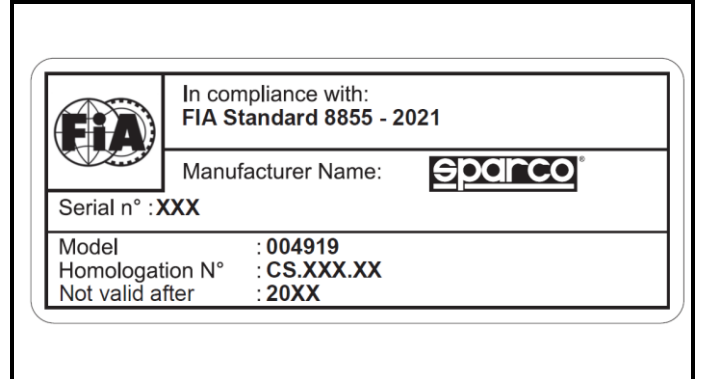 FiA
In compliance with:
FIA Standard 8855 - 2021
Manufacturer Name: sparco®
Serial n° :XXX
Model : 004919
Homologation N° : CS.XXX.XX
Not valid after : 20XX